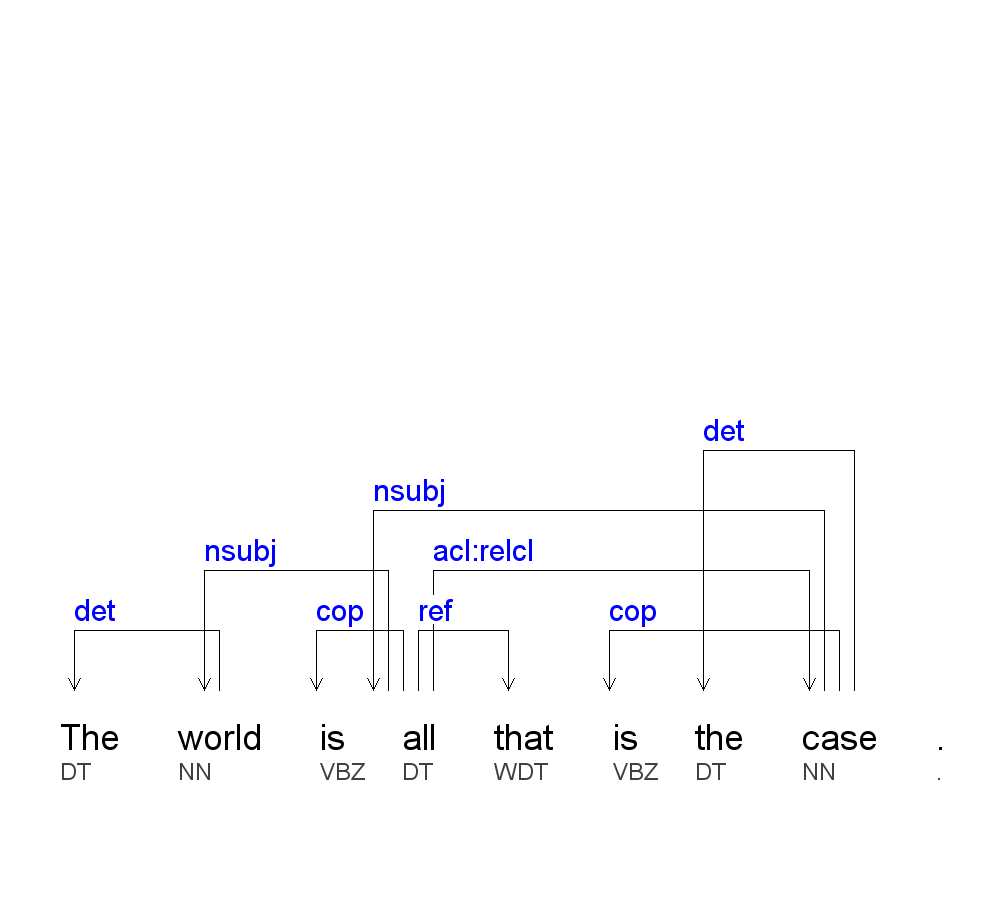 det
nsubj
nsubj acl:relcl
det cop ref cop
The world is all that is the case .
DT NN VBZ DT WDT VBZ DT NN .